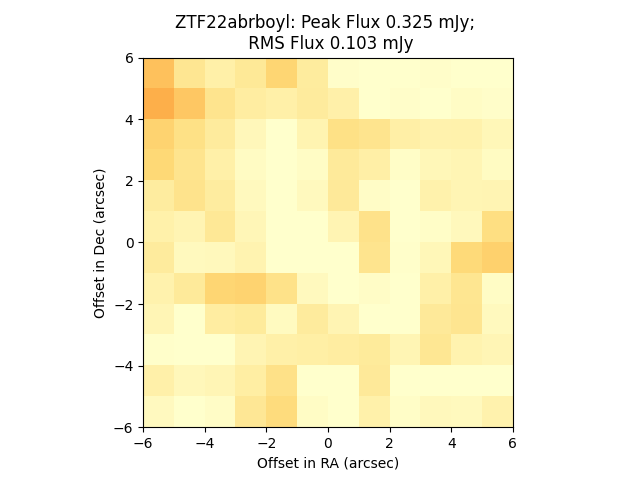 ZTF22abrboyl: Peak Flux 0.325 mJy;
RMS Flux 0.103 mJy
6
4
2
0
−2
−4
−6
Offset in Dec (arcsec)
−6 −4 −2 0 2 4 6
Offset in RA (arcsec)